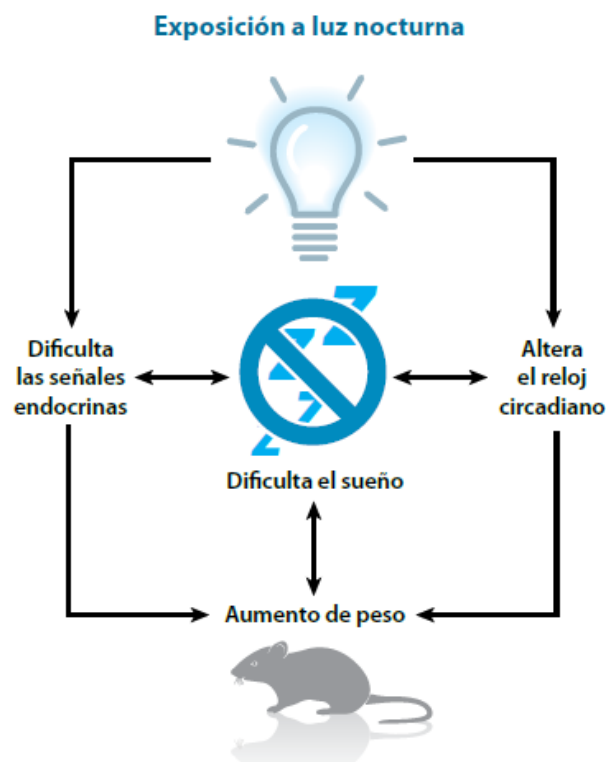 Exposición a luz nocturna
Dificulta
las señales
endocrinas
Altera
el reloj
circadiano
Dificulta el sueño
Aumento de peso